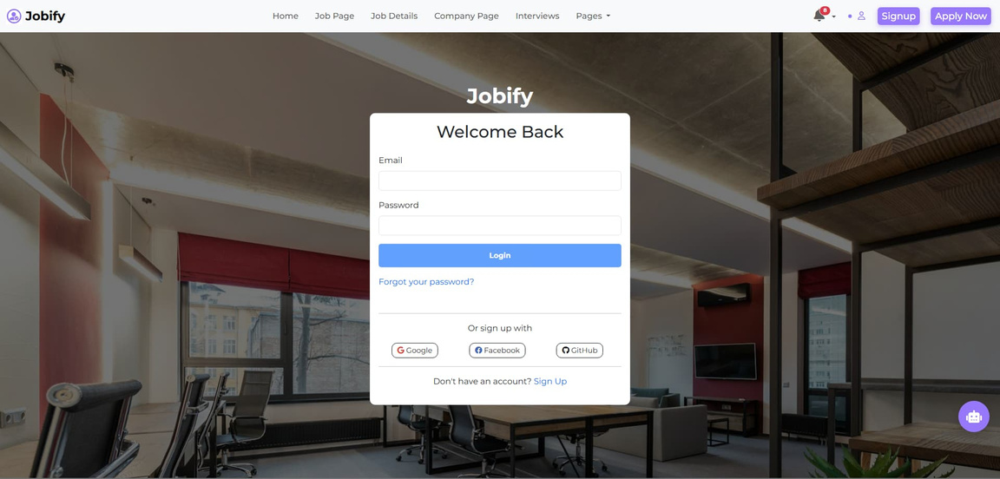 Jobify Home Job Page Job Details Company Page Interviews Pages 8 Signup Apply Now
Jobify
Welcome Back
Email
Password
Login
Forgot your password?
Or sign up with
Google Facebook GitHub
Don't have an account? Sign Up